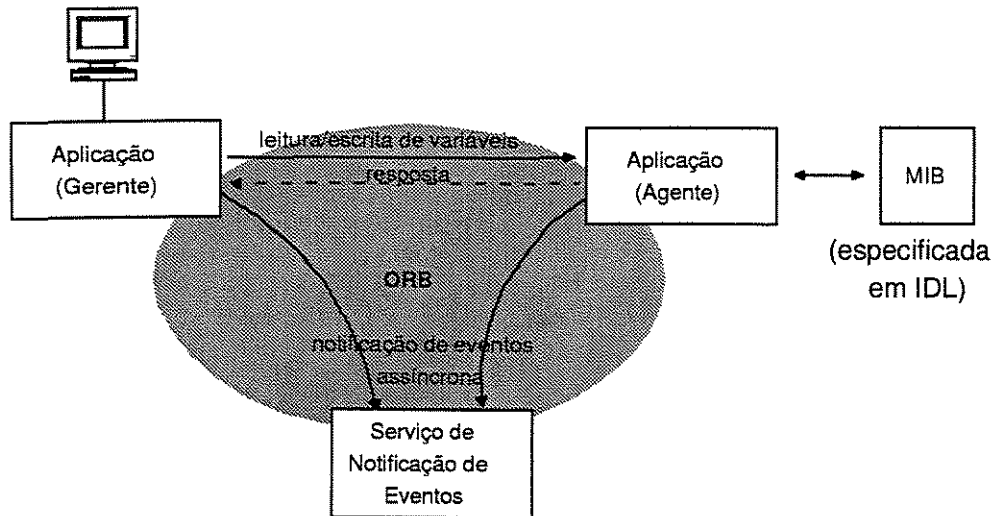 Aplicação
(Gerente)
leitura/escrita de variáveis
resposta
Aplicação
(Agente)
MIB
(especificada
em IDL)
ORB
notificação de eventos
assíncrona
Serviço de
Notificação de
Eventos